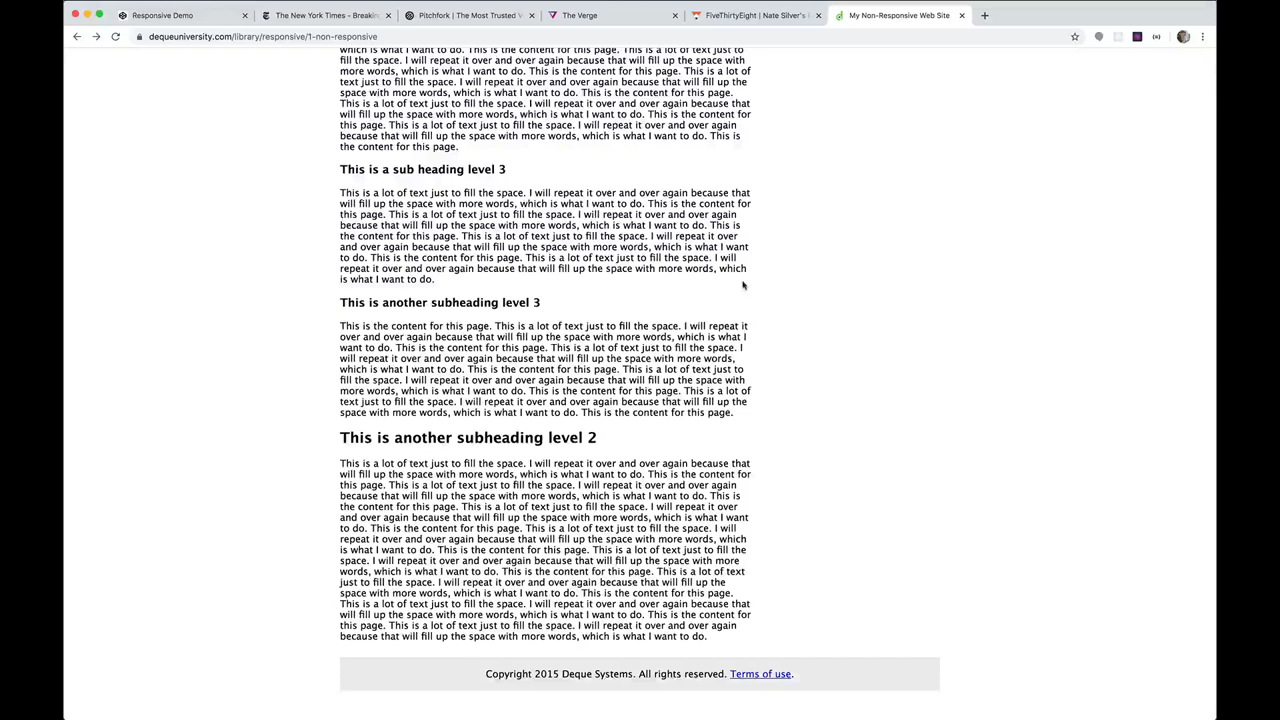 Responsive Demo
The New York Times - Breakin
Pitchfork | The Most Trusted V
The Verge
FiveThirtyEight | Nate Silver's
My Non-Responsive Web Site
dequeuniversity.com/library/responsive/1-non-responsive
which is what I want to do. This is the content for this page. This is a lot of text just to
fill the space. I will repeat it over and over again because that will fill up the space with
more words, which is what I want to do. This is the content for this page. This is a lot of
text just to fill the space. I will repeat it over and over again because that will fill up the
space with more words, which is what I want to do. This is the content for this page.
This is a lot of text just to fill the space. I will repeat it over and over again because that
will fill up the space with more words, which is what I want to do. This is the content for
this page. This is a lot of text just to fill the space. I will repeat it over and over again
because that will fill up the space with more words, which is what I want to do. This is
the content for this page.
This is a sub heading level 3
This is a lot of text just to fill the space. I will repeat it over and over again because that
will fill up the space with more words, which is what I want to do. This is the content for
this page. This is a lot of text just to fill the space. I will repeat it over and over again
because that will fill up the space with more words, which is what I want to do. This is
the content for this page. This is a lot of text just to fill the space. I will repeat it over
and over again because that will fill up the space with more words, which is what I want
to do. This is the content for this page. This is a lot of text just to fill the space. I will
repeat it over and over again because that will fill up the space with more words, which
is what I want to do.
This is another subheading level 3
This is the content for this page. This is a lot of text just to fill the space. I will repeat it
over and over again because that will fill up the space with more words, which is what I
want to do. This is the content for this page. This is a lot of text just to fill the space. I
will repeat it over and over again because that will fill up the space with more words,
which is what I want to do. This is the content for this page. This is a lot of text just to
fill the space. I will repeat it over and over again because that will fill up the space with
more words, which is what I want to do. This is the content for this page. This is a lot of
text just to fill the space. I will repeat it over and over again because that will fill up the
space with more words, which is what I want to do. This is the content for this page.
This is another subheading level 2
This is a lot of text just to fill the space. I will repeat it over and over again because that
will fill up the space with more words, which is what I want to do. This is the content for
this page. This is a lot of text just to fill the space. I will repeat it over and over again
because that will fill up the space with more words, which is what I want to do. This is
the content for this page. This is a lot of text just to fill the space. I will repeat it over
and over again because that will fill up the space with more words, which is what I want
to do. This is the content for this page. This is a lot of text just to fill the space. I will
repeat it over and over again because that will fill up the space with more words, which
is what I want to do. This is the content for this page. This is a lot of text just to fill the
space. I will repeat it over and over again because that will fill up the space with more
words, which is what I want to do. This is the content for this page. This is a lot of text
just to fill the space. I will repeat it over and over again because that will fill up the
space with more words, which is what I want to do. This is the content for this page.
This is a lot of text just to fill the space. I will repeat it over and over again because that
will fill up the space with more words, which is what I want to do. This is the content for
this page. This is a lot of text just to fill the space. I will repeat it over and over again
because that will fill up the space with more words, which is what I want to do.
Copyright 2015 Deque Systems. All rights reserved. Terms of use.